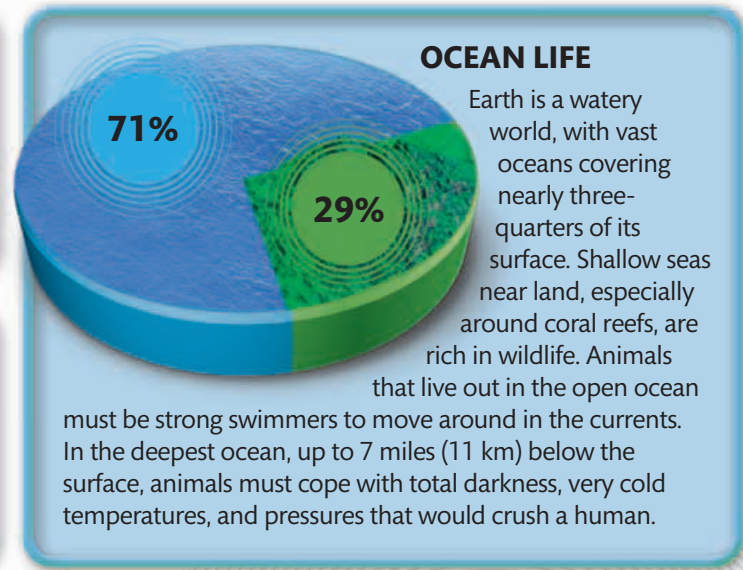 OCEAN LIFE
71%
29%
Earth is a watery
world, with vast
oceans covering
nearly three-
quarters of its
surface. Shallow seas
near land, especially
around coral reefs, are
rich in wildlife. Animals
that live out in the open ocean
must be strong swimmers to move around in the currents.
In the deepest ocean, up to 7 miles (11 km) below the
surface, animals must cope with total darkness, very cold
temperatures, and pressures that would crush a human.